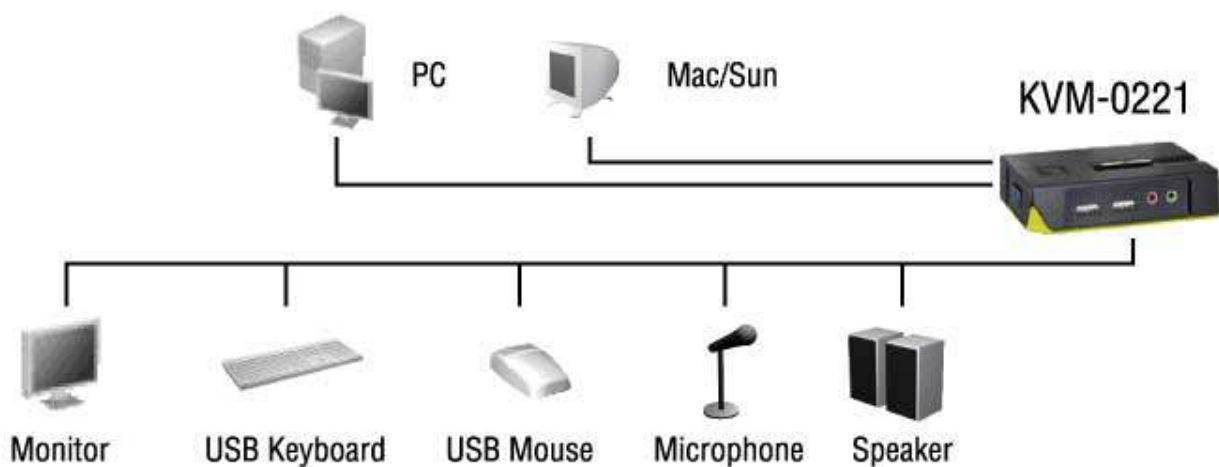 PC
Mac/Sun
KVM-0221
Monitor
USB Keyboard
USB Mouse
Microphone
Speaker